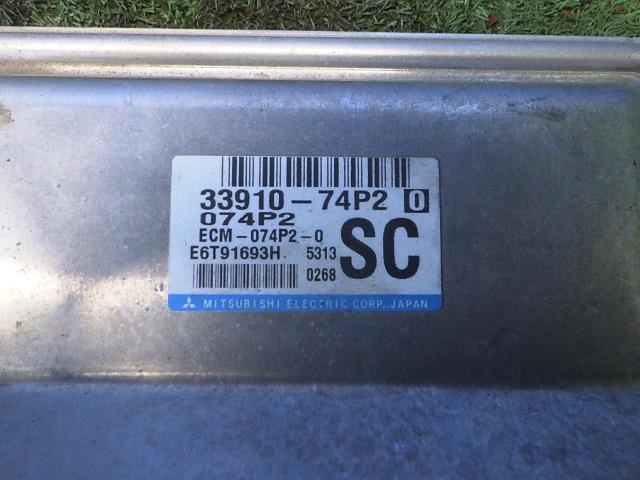 33910-74P2 0
074P2
ECM-074P2-0
E6T91693H 5313 SC
0268
MITSUBISHI ELECTRIC CORP., JAPAN